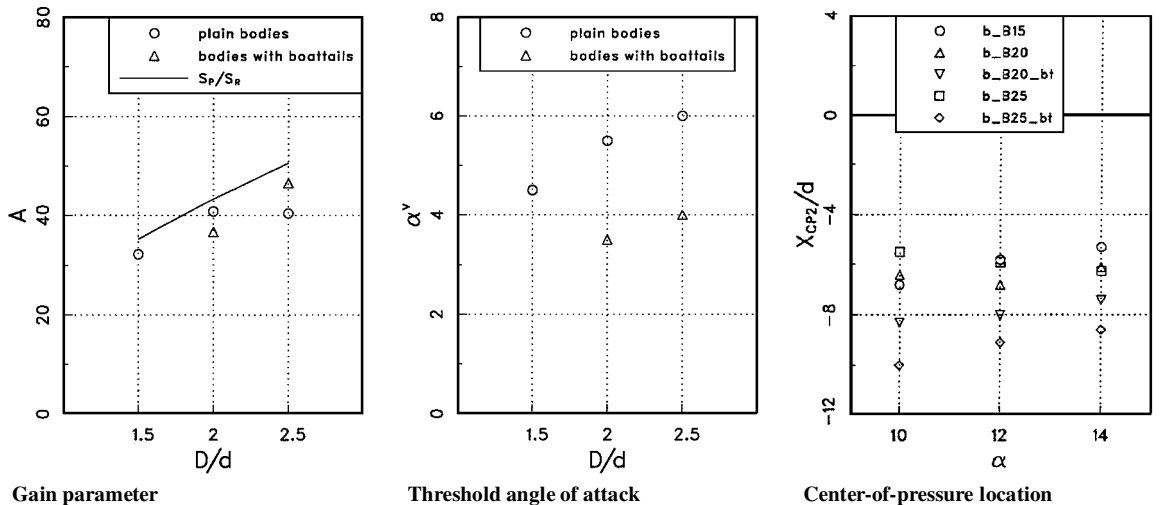 80
60
40
20
0
A
plain bodies
bodies with boattails
S_P/S_R
1.5 2 2.5
D/d
Gain parameter
8
6
4
2
0
α^v
plain bodies
bodies with boattails
1.5 2 2.5
D/d
Threshold angle of attack
4
0
-4
-8
-12
X_CP2/d
b_B15
b_B20
b_B20_bt
b_B25
b_B25_bt
10 12 14
α
Center-of-pressure location